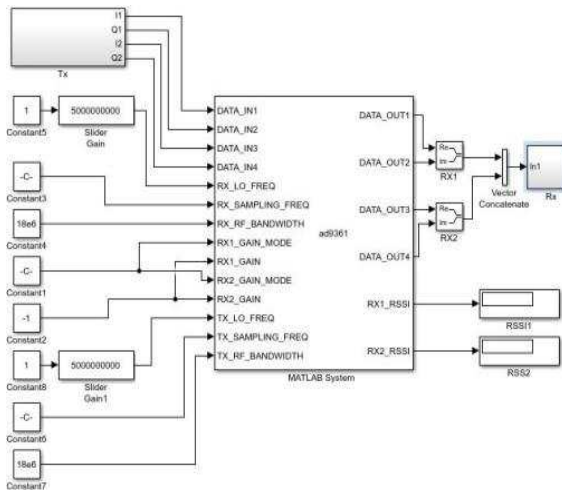 I1
Q1
I2
Q2
Tx
1
Constant5
5000000000
Slider
Gain
-C-
Constant3
18e6
Constant4
-C-
Constant1
-1
Constant2
1
Constant8
5000000000
Slider
Gain1
-C-
Constant6
18e6
Constant7
DATA_IN1
DATA_IN2
DATA_IN3
DATA_IN4
RX_LO_FREQ
RX_SAMPLING_FREQ
RX_RF_BANDWIDTH
RX1_GAIN_MODE
RX1_GAIN
RX2_GAIN_MODE
RX2_GAIN
TX_LO_FREQ
TX_SAMPLING_FREQ
TX_RF_BANDWIDTH
ad9361
DATA_OUT1
DATA_OUT2
DATA_OUT3
DATA_OUT4
RX1_RSSI
RX2_RSSI
MATLAB System
Re
Im
RX1
Re
Im
RX2
Vector
Concatenate
In1
Rx
RSSI1
RSS2